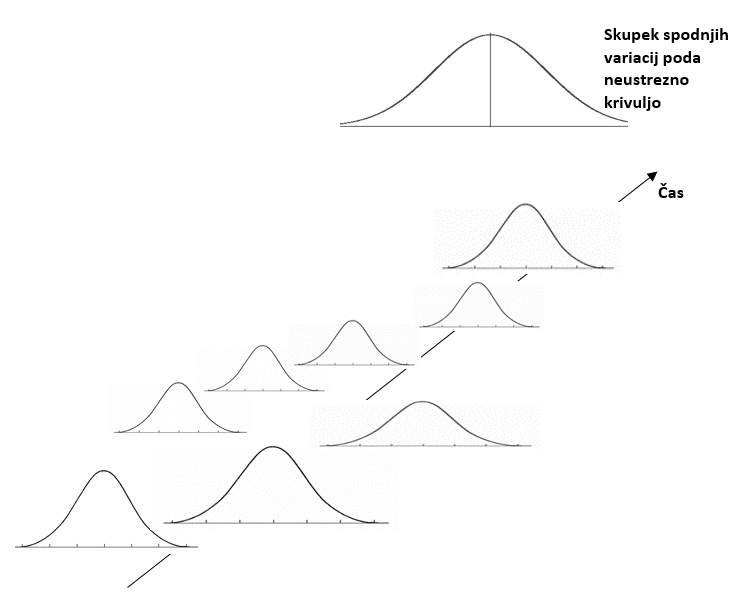 Skupek spodnjih
variacij poda
neustrezno
krivuljo
Čas